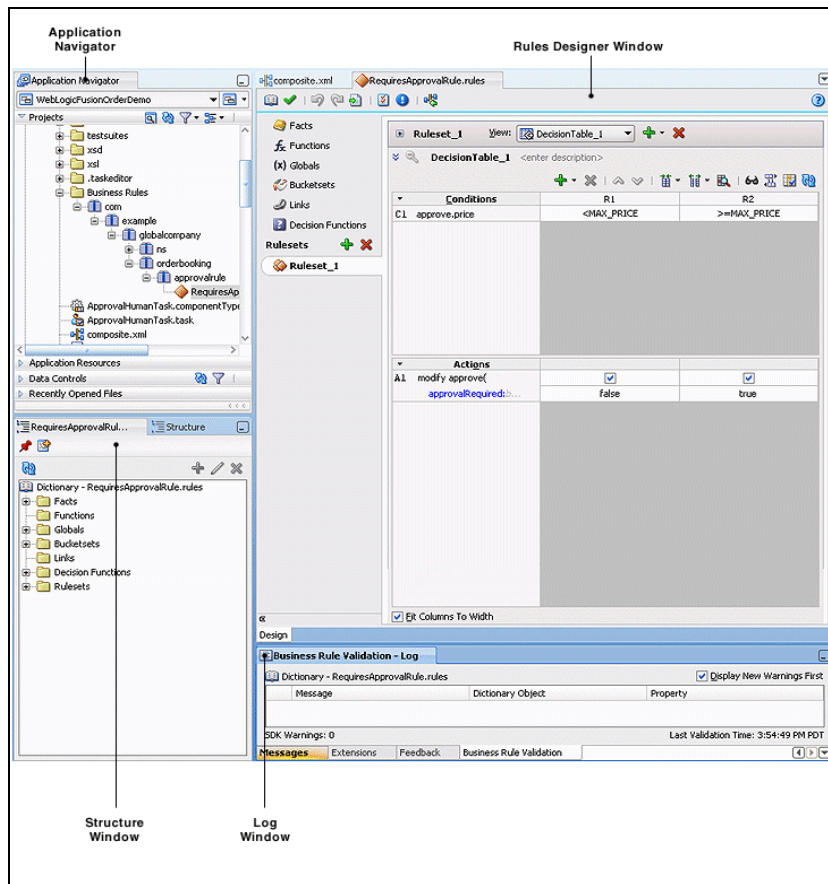 Application
Navigator
Rules Designer Window
Application Navigator
WebLogicFusionOrderDemo
Projects
testsuites
xsd
xsl
.taskeditor
Business Rules
com
example
globalcompany
ns
orderbooking
approvalrule
RequiresAp
ApprovalHumanTask.componentType
ApprovalHumanTask.task
composite.xml
Application Resources
Data Controls
Recently Opened Files
composite.xml
RequiresApprovalRule.rules
Facts
fx Functions
(x) Globals
Bucketsets
Links
Decision Functions
Rulesets
Ruleset_1
Ruleset_1 View: DecisionTable_1
DecisionTable_1 <enter description>
Conditions R1 R2
C1 approve.price <MAX_PRICE >=MAX_PRICE
Actions
A1 modify approve(
approvalRequired:b... false true
Fit Columns To Width
Design
RequiresApprovalRul... Structure
Dictionary - RequiresApprovalRule.rules
Facts
Functions
Globals
Bucketsets
Links
Decision Functions
Rulesets
Business Rule Validation - Log
Dictionary - RequiresApprovalRule.rules Display New Warnings First
Message Dictionary Object Property
SDK Warnings: 0 Last Validation Time: 3:54:49 PM PDT
Messages Extensions Feedback Business Rule Validation
Structure
Window
Log
Window